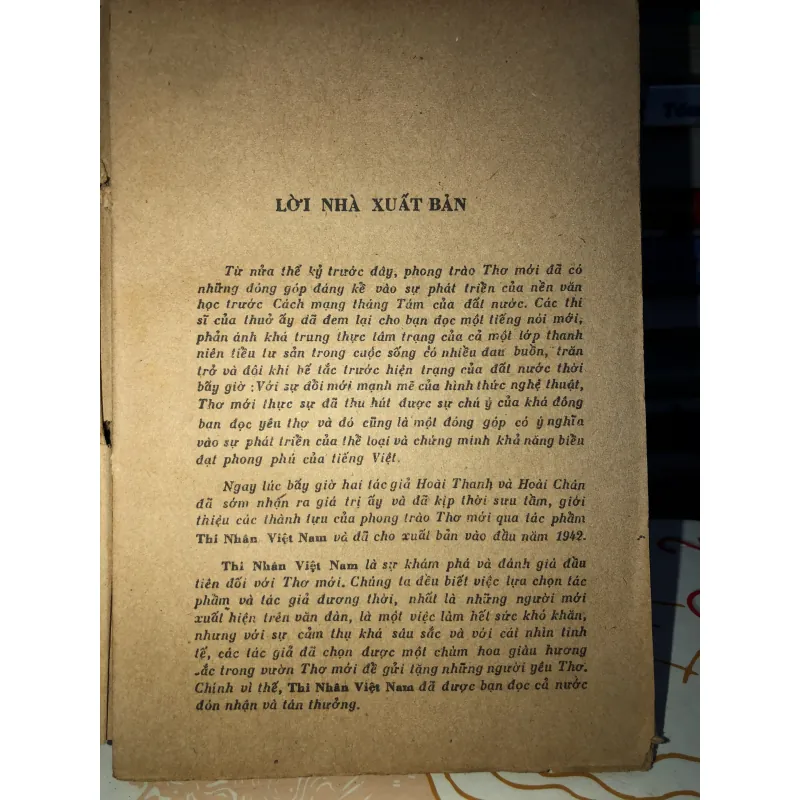 LỜI NHÀ XUẤT BẢN
Từ nửa thế kỷ trước đây, phong trào Thơ mới đã có
những đóng góp đáng kể vào sự phát triển của nền văn
học trước Cách mạng tháng Tám của đất nước. Các thi
sĩ của thuở ấy đã đem lại cho bạn đọc một tiếng nói mới,
phản ánh khá trung thực tâm trạng của cả một lớp thanh
niên tiểu tư sản trong cuộc sống có nhiều đau buồn, trăn
trở và đôi khi bế tắc trước hiện trạng của đất nước thời
bấy giờ : Với sự đổi mới mạnh mẽ của hình thức nghệ thuật,
Thơ mới thực sự đã thu hút được sự chú ý của khá đông
bạn đọc yêu thơ và đó cũng là một đóng góp có ý nghĩa
vào sự phát triển của thể loại và chứng minh khả năng biểu
đạt phong phú của tiếng Việt.
Ngay lúc bấy giờ hai tác giả Hoài Thanh và Hoài Chân
đã sớm nhận ra giá trị ấy và đã kịp thời sưu tầm, giới
thiệu các thành tựu của phong trào Thơ mới qua tác phẩm
Thi Nhân Việt Nam và đã cho xuất bản vào đầu năm 1942.
Thi Nhân Việt Nam là sự khám phá và đánh giá đầu
tiên đối với Thơ mới. Chúng ta đều biết việc lựa chọn tác
phẩm và tác giả đương thời, nhất là những người mới
xuất hiện trên văn đàn, là một việc làm hết sức khó khăn,
nhưng với sự cảm thụ khá sâu sắc và với cái nhìn tinh
tế, các tác giả đã chọn được một chùm hoa giàu hương
sắc trong vườn Thơ mới để gửi tặng những người yêu Thơ.
Chính vì thế, Thi Nhân Việt Nam đã được bạn đọc cả nước
đón nhận và tán thưởng.